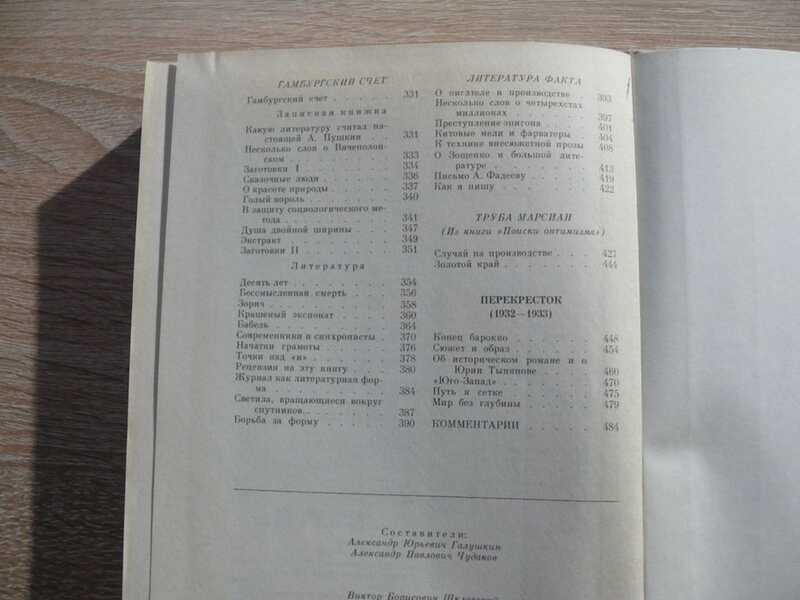 ГАМБУРГСКИЙ СЧЕТ
Гамбургский счет . . . . . 331
Записная книжка
Какую литературу считал на-
стоящей А. Пушкин . . . 331
Несколько слов о Вячеполон-
ском . . . . . . . . . 333
Заготовки I . . . . . . . 334
Сказочные люди . . . . . 336
О красоте природы . . . . 337
Голый король . . . . . . 340
В защиту социологического ме-
тода . . . . . . . . . 341
Душа двойной ширины . . . 347
Экстракт . . . . . . . . 349
Заготовки II . . . . . . . 351
Литература
Десять лет . . . . . . . 354
Бессмысленная смерть . . . . 356
Зорич . . . . . . . . . 358
Крашеный экспонат . . . . 360
Бабель . . . . . . . . . 364
Современники и синхронисты . 370
Начатки грамоты . . . . . 376
Точки над «и» . . . . . . 378
Рецензия на эту книгу . . . 380
Журнал как литературная фор-
ма . . . . . . . . . . 384
Светила, вращающиеся вокруг
спутников... . . . . . . 387
Борьба за форму . . . . . 390
ЛИТЕРАТУРА ФАКТА
О писателе и производстве . . 393
Несколько слов о четырехстах
миллионах . . . . . . . 397
Преступление эпигона . . . . 401
Китовые мели и фарватеры . . 404
К технике внесюжетной прозы 408
О Зощенко и большой лите-
ратуре . . . . . . . . 413
Письмо А. Фадееву . . . . 419
Как я пишу . . . . . . . 422
ТРУБА МАРСИАН
(Из книги «Поиски оптимизма»)
Случай на производстве . . . 427
Золотой край . . . . . . . 444
ПЕРЕКРЕСТОК
(1932—1933)
Конец барокко . . . . . . 448
Сюжет и образ . . . . . . 454
Об историческом романе и о
Юрии Тынянове . . . . . 460
«Юго-Запад» . . . . . . . 470
Путь к сетке . . . . . . . 475
Мир без глубины . . . . . 479
КОММЕНТАРИИ . . . . . 484
Составители:
Александр Юрьевич Галушкин
Александр Павлович Чудаков
Виктор Борисович Шкловский